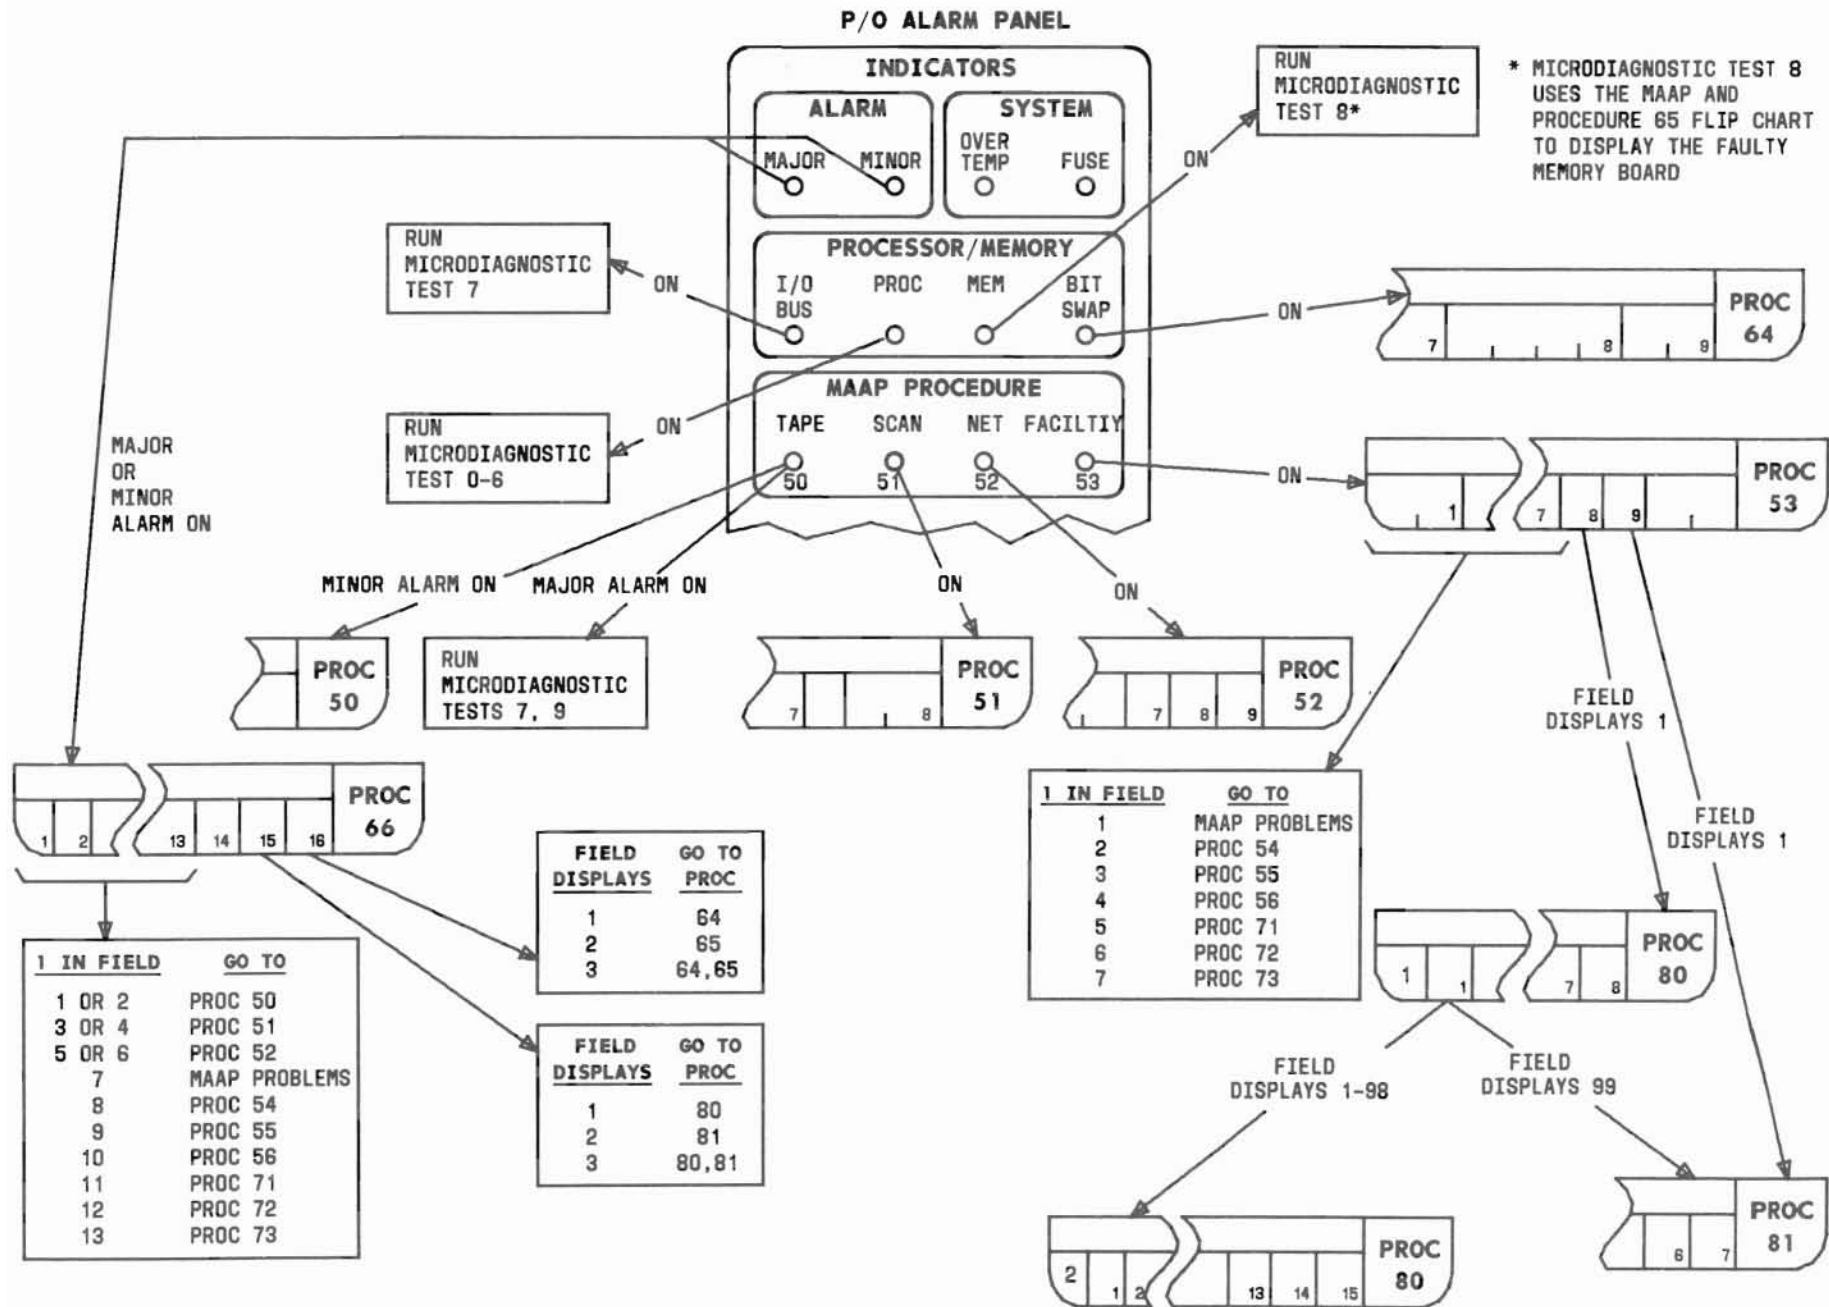 P/O ALARM PANEL
INDICATORS
ALARM
MAJOR MINOR
SYSTEM
OVER
TEMP FUSE
PROCESSOR/MEMORY
I/O
BUS
PROC
MEM
BIT
SWAP
MAAP PROCEDURE
TAPE SCAN NET FACILTIY
50 51 52 53
RUN
MICRODIAGNOSTIC
TEST 8*
ON
* MICRODIAGNOSTIC TEST 8
USES THE MAAP AND
PROCEDURE 65 FLIP CHART
TO DISPLAY THE FAULTY
MEMORY BOARD
RUN
MICRODIAGNOSTIC
TEST 7
ON
ON
7 8 9
PROC
64
RUN
MICRODIAGNOSTIC
TEST 0-6
ON
MAJOR
OR
MINOR
ALARM ON
ON
1 7 8 9
PROC
53
MINOR ALARM ON
MAJOR ALARM ON
ON
ON
PROC
50
RUN
MICRODIAGNOSTIC
TESTS 7, 9
7 8
PROC
51
7 8 9
PROC
52
FIELD
DISPLAYS 1
FIELD
DISPLAYS 1
1 2 13 14 15 16
PROC
66
1 IN FIELD GO TO
1 OR 2 PROC 50
3 OR 4 PROC 51
5 OR 6 PROC 52
7 MAAP PROBLEMS
8 PROC 54
9 PROC 55
10 PROC 56
11 PROC 71
12 PROC 72
13 PROC 73
FIELD GO TO
DISPLAYS PROC
1 64
2 65
3 64,65
FIELD GO TO
DISPLAYS PROC
1 80
2 81
3 80,81
1 IN FIELD GO TO
1 MAAP PROBLEMS
2 PROC 54
3 PROC 55
4 PROC 56
5 PROC 71
6 PROC 72
7 PROC 73
1 1 7 8
PROC
80
FIELD
DISPLAYS 1-98
FIELD
DISPLAYS 99
2 1 2 13 14 15
PROC
80
6 7
PROC
81